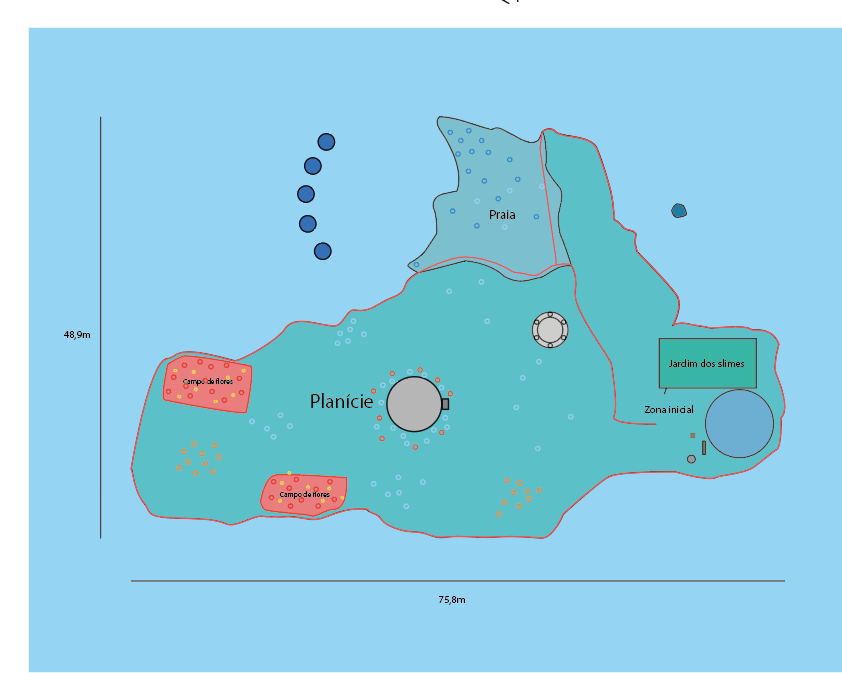 Praia
48,9m
Jardim dos slimes
Campo de flores
Planície
Zona inicial
Campo de flores
75,8m